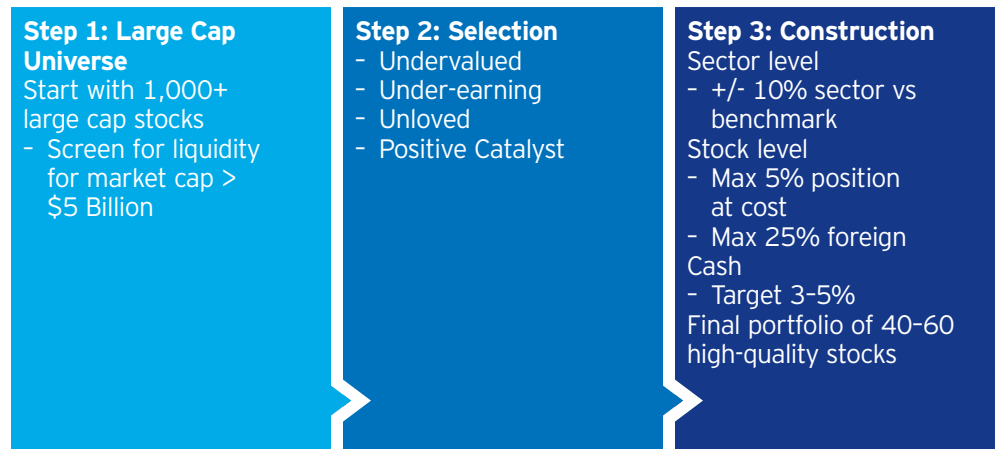 Step 1: Large Cap
Universe
Start with 1,000+
large cap stocks
– Screen for liquidity
for market cap >
$5 Billion
Step 2: Selection
– Undervalued
– Under-earning
– Unloved
– Positive Catalyst
Step 3: Construction
Sector level
– +/- 10% sector vs
benchmark
Stock level
– Max 5% position
at cost
– Max 25% foreign
Cash
– Target 3–5%
Final portfolio of 40–60
high-quality stocks